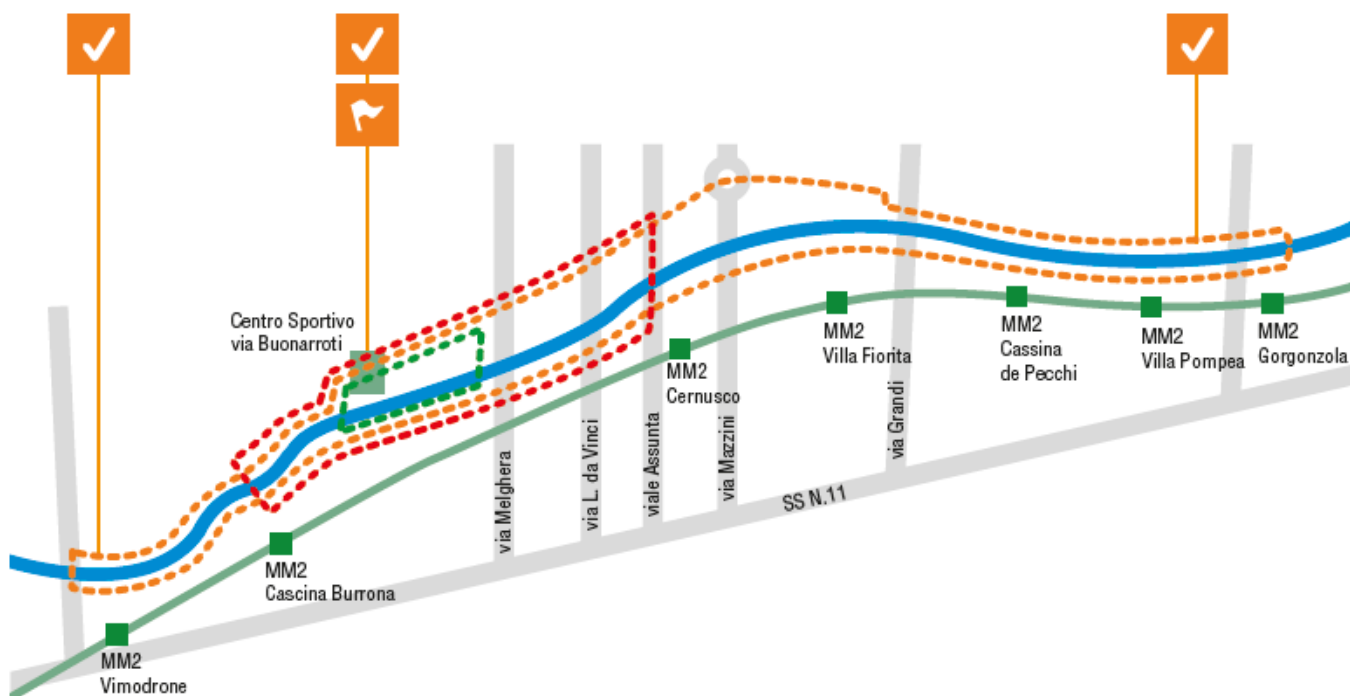 Centro Sportivo
via Buonarroti
MM2
Vimodrone
MM2
Cascina Burrona
via Melghera
via L. da Vinci
viale Assunta
MM2
Cernusco
via Mazzini
MM2
Villa Fiorita
via Grandi
SS N.11
MM2
Cassina
de Pecchi
MM2
Villa Pompea
MM2
Gorgonzola